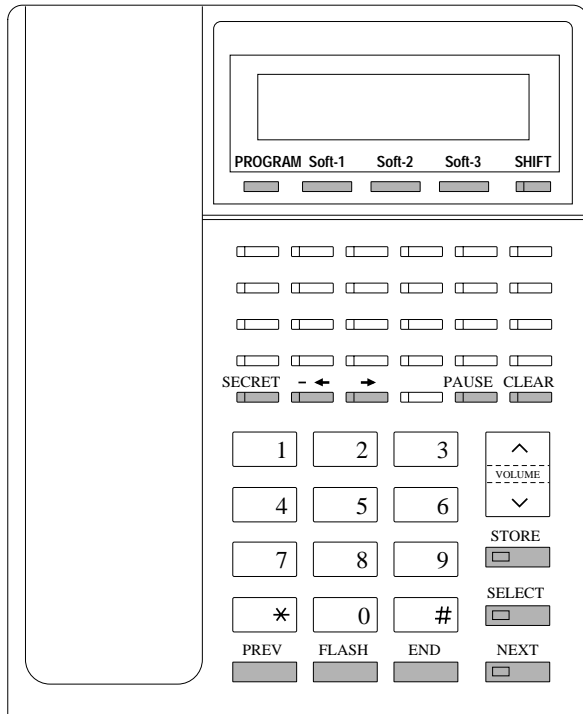 PROGRAM Soft-1 Soft-2 Soft-3 SHIFT
SECRET - ← → PAUSE CLEAR
1 2 3
VOLUME
4 5 6
STORE
7 8 9
SELECT
* 0 #
PREV FLASH END NEXT